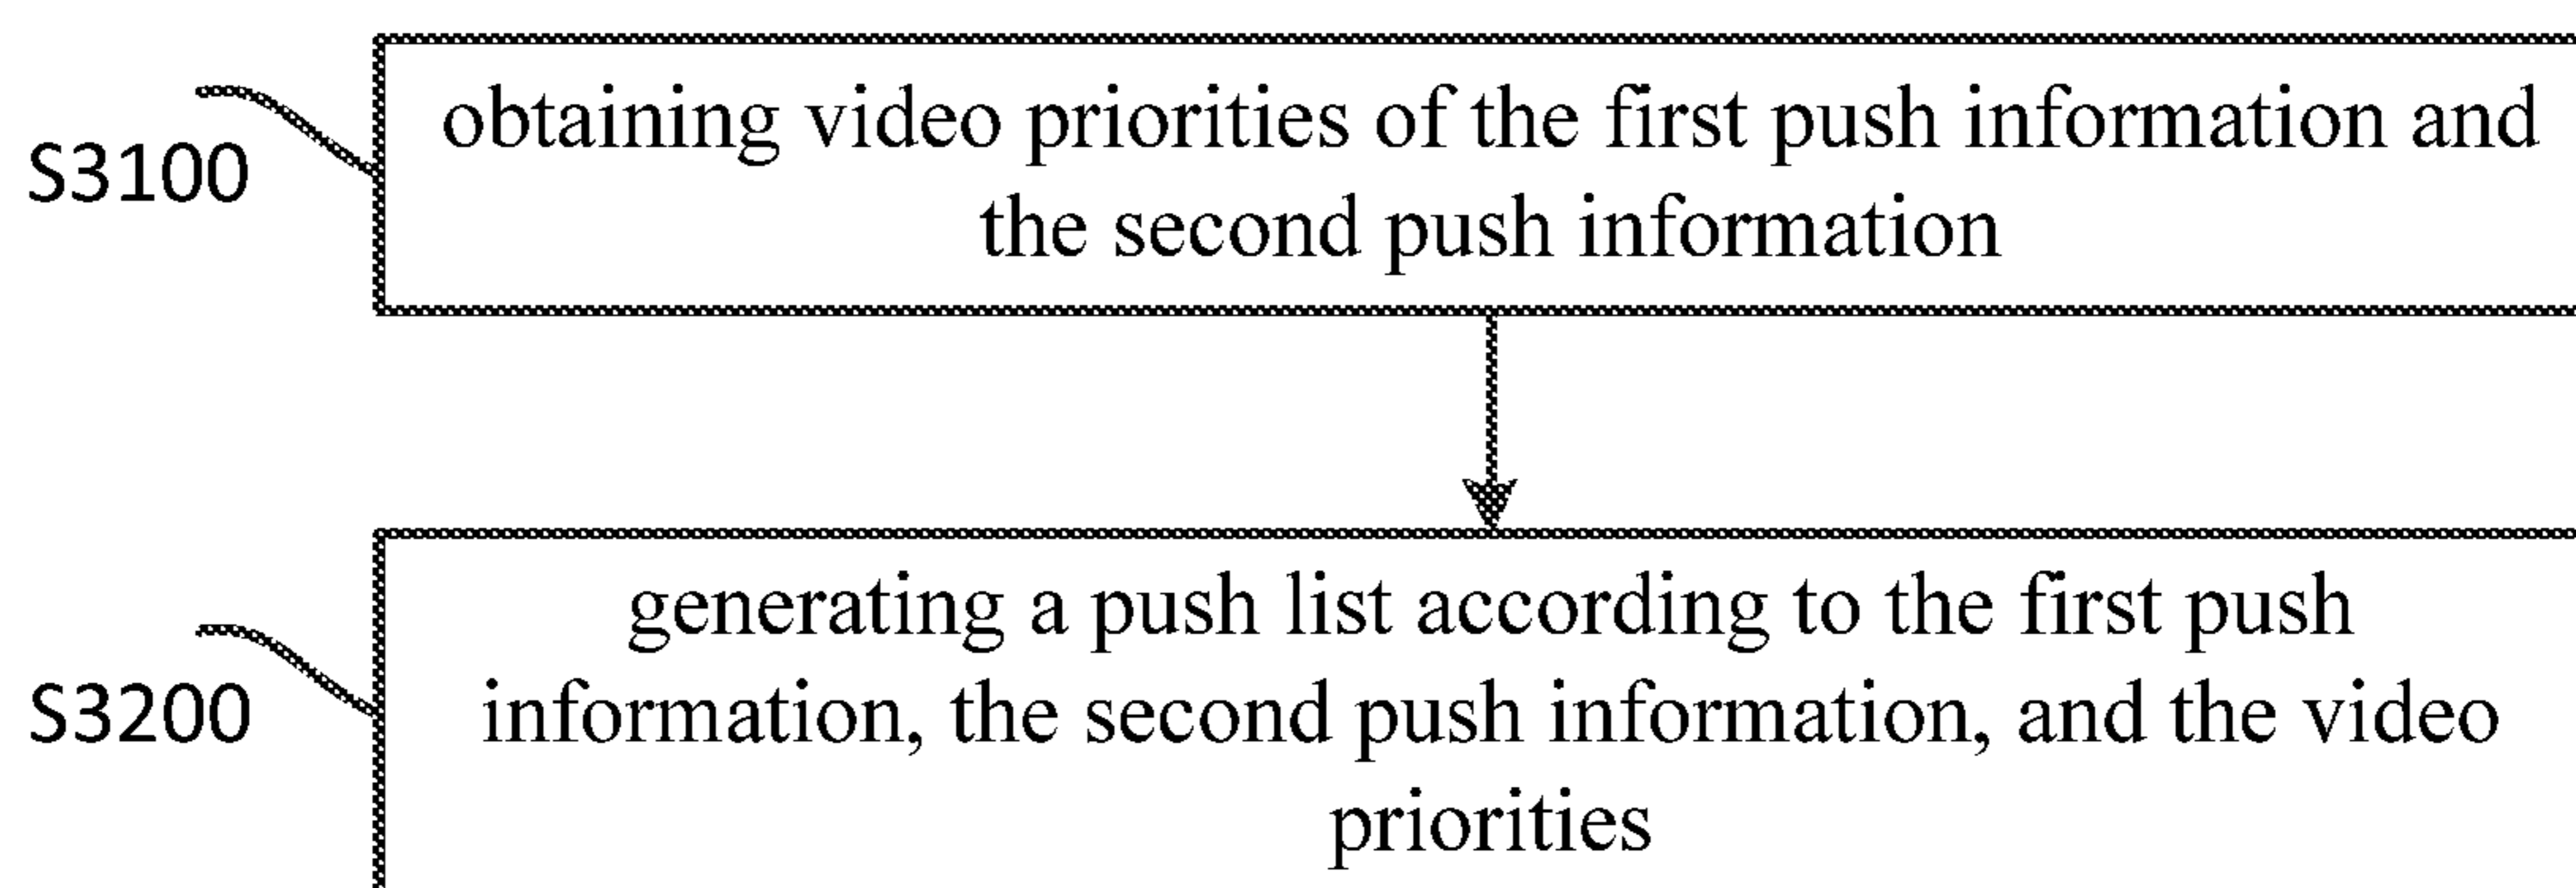 S3100
obtaining video priorities of the first push information and
the second push information
S3200
generating a push list according to the first push
information, the second push information, and the video
priorities